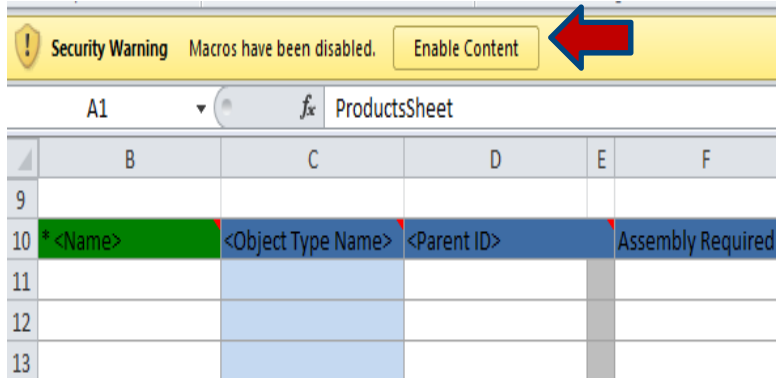 ! Security Warning Macros have been disabled. Enable Content
A1 fx ProductsSheet
B C D E F
9
10 * <Name> <Object Type Name> <Parent ID> Assembly Required
11
12
13